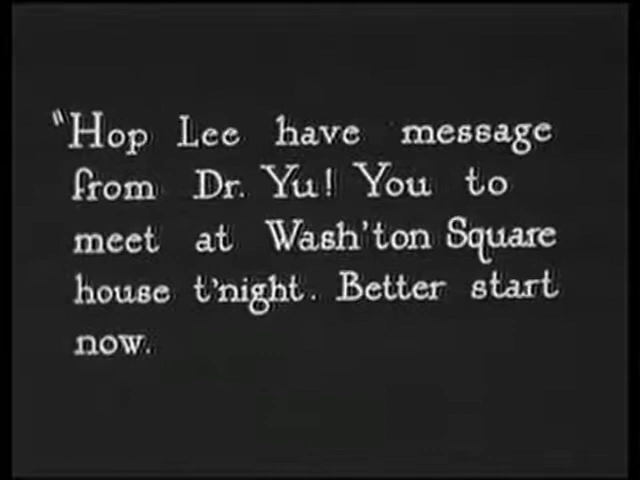 "Hop Lee have message
from Dr. Yu! You to
meet at Wash'ton Square
house t'night. Better start
now.